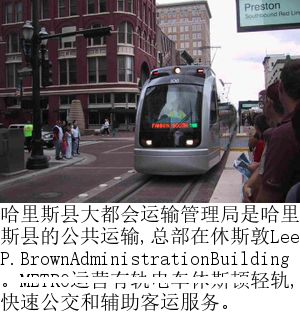 Preston
Southbound Red Line
哈里斯县大都会运输管理局是哈里
斯县的公共运输,总部在休斯敦Lee
P.BrownAdministrationBuilding
。METRO运营有轨电车休斯顿轻轨,
快速公交和辅助客运服务。